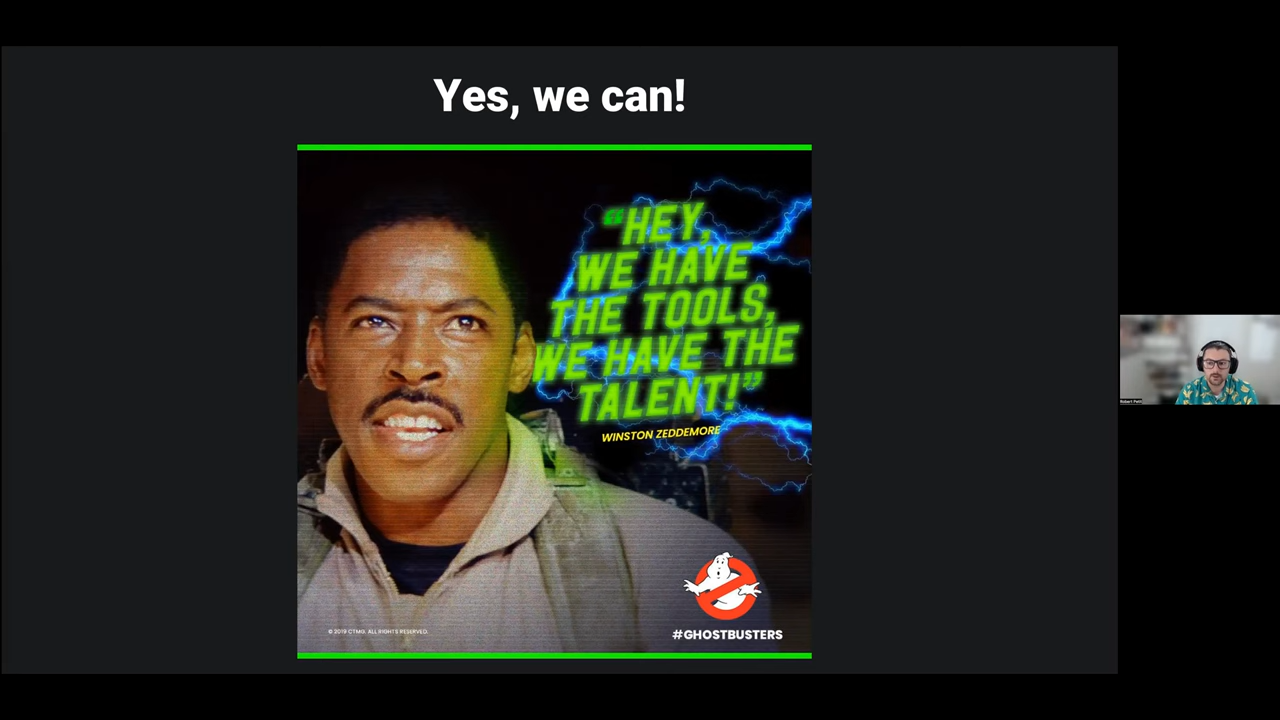 Yes, we can!
“HEY,
WE HAVE
THE TOOLS,
WE HAVE THE
TALENT!”
WINSTON ZEDDEMORE
© 2019 CTMG. ALL RIGHTS RESERVED.
#GHOSTBUSTERS